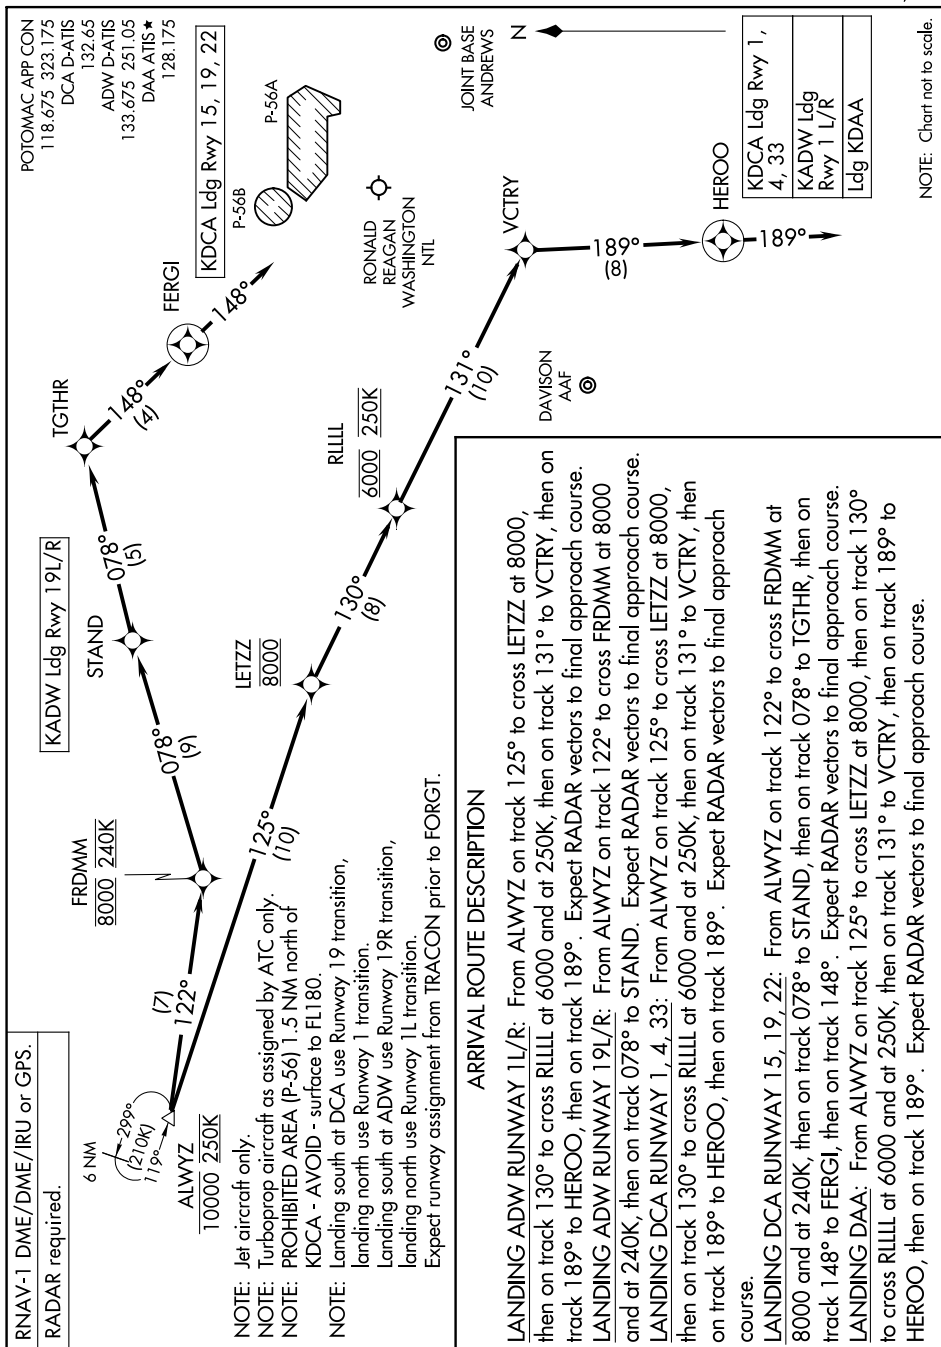 RNAV-1 DME/DME/IRU or GPS.
RADAR required.
POTOMAC APP CON
118.675 323.175
DCA D-ATIS
132.65
ADW D-ATIS
133.675 251.05
DAA ATIS★
128.175
6 NM
299°
(210K)
119°
ALWYZ
10000 250K
(7)
122°
FRDMM
8000 240K
078°
(9)
STAND
KADW Ldg Rwy 19L/R
078°
(5)
TGTHR
148°
(4)
FERGI
148°
KDCA Ldg Rwy 15, 19, 22
P-56B
P-56A
125°
(10)
LETZZ
8000
130°
(8)
RLLLL
6000 250K
131°
(10)
VCTRY
189°
(8)
HEROO
189°
RONALD
REAGAN
WASHINGTON
NTL
JOINT BASE
ANDREWS
N
DAVISON
AAF
KDCA Ldg Rwy 1,
4, 33
KADW Ldg
Rwy 1 L/R
Ldg KDAA
NOTE: Chart not to scale.
NOTE: Jet aircraft only.
NOTE: Turboprop aircraft as assigned by ATC only.
NOTE: PROHIBITED AREA (P-56) 1.5 NM north of
KDCA - AVOID - surface to FL180.
NOTE: Landing south at DCA use Runway 19 transition,
landing north use Runway 1 transition.
Landing south at ADW use Runway 19R transition,
landing north use Runway 1L transition.
Expect runway assignment from TRACON prior to FORGT.
ARRIVAL ROUTE DESCRIPTION
LANDING ADW RUNWAY 1L/R: From ALWYZ on track 125° to cross LETZZ at 8000,
then on track 130° to cross RLLLL at 6000 and at 250K, then on track 131° to VCTRY, then on
track 189° to HEROO, then on track 189°. Expect RADAR vectors to final approach course.
LANDING ADW RUNWAY 19L/R: From ALWYZ on track 122° to cross FRDMM at 8000
and at 240K, then on track 078° to STAND. Expect RADAR vectors to final approach course.
LANDING DCA RUNWAY 1, 4, 33: From ALWYZ on track 125° to cross LETZZ at 8000,
then on track 130° to cross RLLLL at 6000 and at 250K, then on track 131° to VCTRY, then
on track 189° to HEROO, then on track 189°. Expect RADAR vectors to final approach
course.
LANDING DCA RUNWAY 15, 19, 22: From ALWYZ on track 122° to cross FRDMM at
8000 and at 240K, then on track 078° to STAND, then on track 078° to TGTHR, then on
track 148° to FERGI, then on track 148°. Expect RADAR vectors to final approach course.
LANDING DAA: From ALWYZ on track 125° to cross LETZZ at 8000, then on track 130°
to cross RLLLL at 6000 and at 250K, then on track 131° to VCTRY, then on track 189° to
HEROO, then on track 189°. Expect RADAR vectors to final approach course.